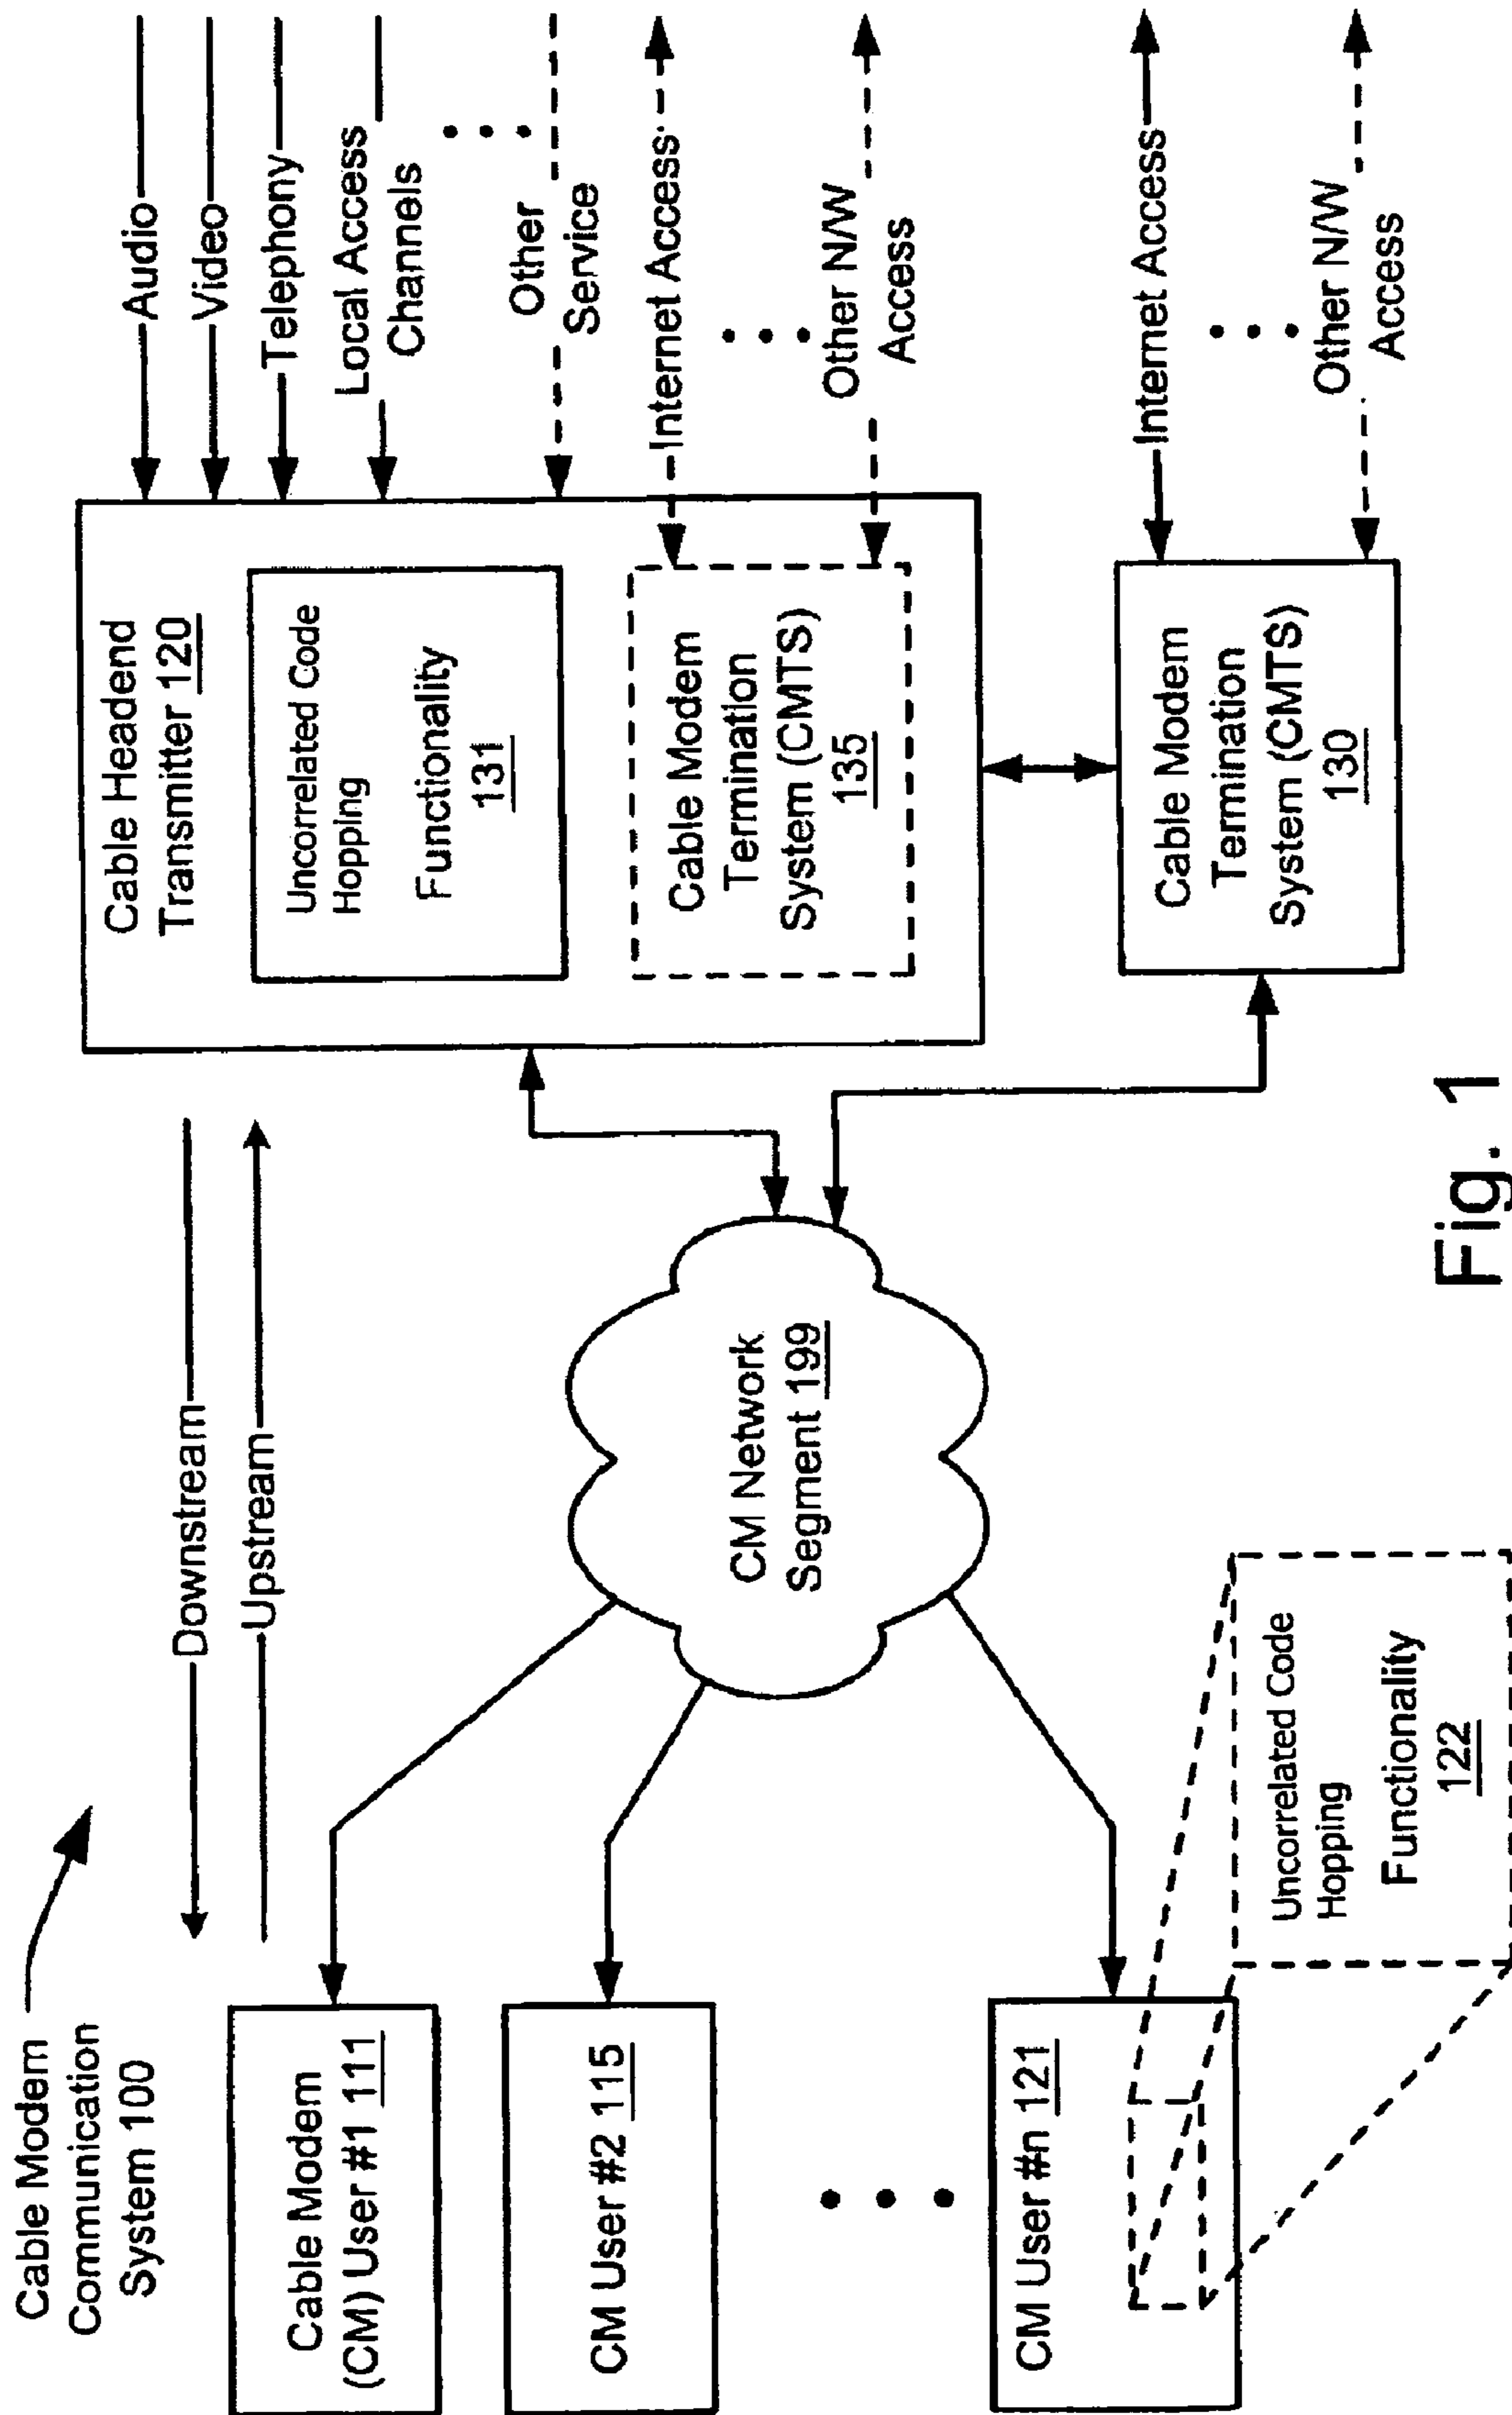 Cable Modem
Communication
System 100
Downstream
Upstream
Cable Modem
(CM) User #1 111
CM User #2 115
CM User #n 121
Uncorrelated Code
Hopping
Functionality
122
CM Network
Segment 199
Cable Headend
Transmitter 120
Uncorrelated Code
Hopping
Functionality
131
Cable Modem
Termination
System (CMTS)
135
Cable Modem
Termination
System (CMTS)
130
Audio
Video
Telephony
Local Access
Channels
Other
Service
Internet Access
Other N/W
Access
Internet Access
Other N/W
Access
Fig. 1